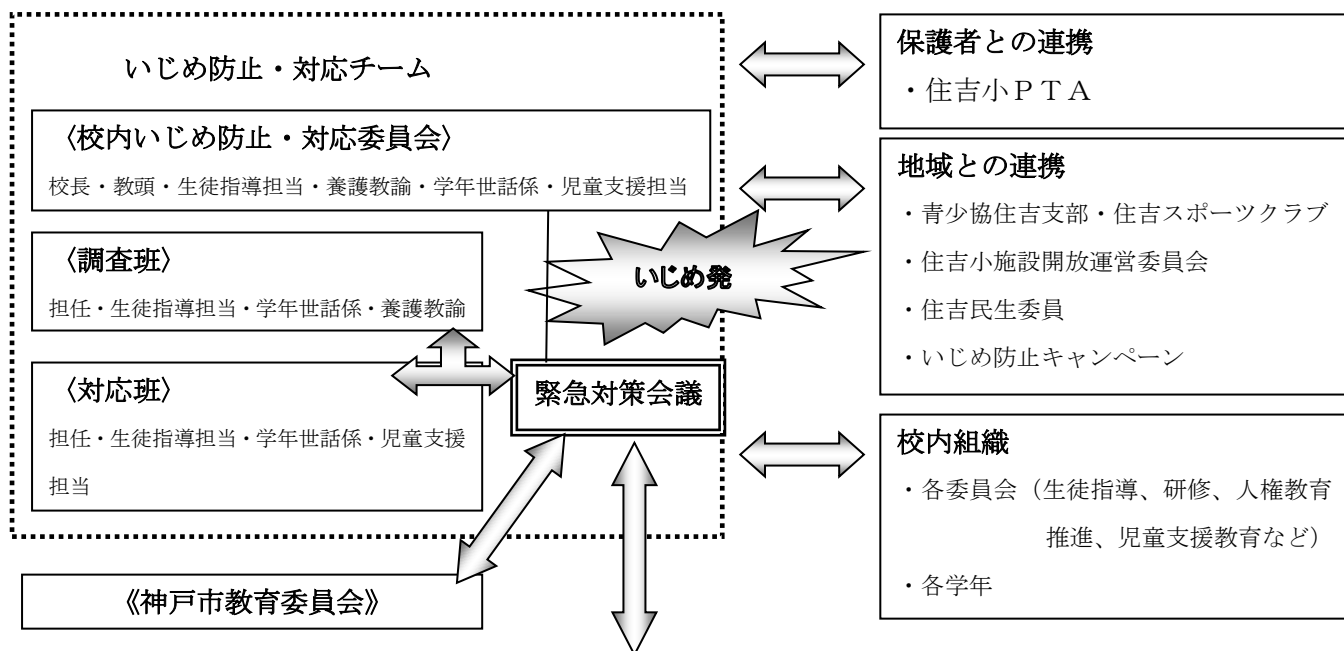 いじめ防止・対応チーム
〈校内いじめ防止・対応委員会〉
校長・教頭・生徒指導担当・養護教諭・学年世話係・児童支援担当
〈調査班〉
担任・生徒指導担当・学年世話係・養護教諭
〈対応班〉
担任・生徒指導担当・学年世話係・児童支援
担当
いじめ発
緊急対策会議
《神戸市教育委員会》
保護者との連携
・住吉小ＰＴＡ
地域との連携
・青少協住吉支部・住吉スポーツクラブ
・住吉小施設開放運営委員会
・住吉民生委員
・いじめ防止キャンペーン
校内組織
・各委員会（生徒指導、研修、人権教育
推進、児童支援教育など）
・各学年